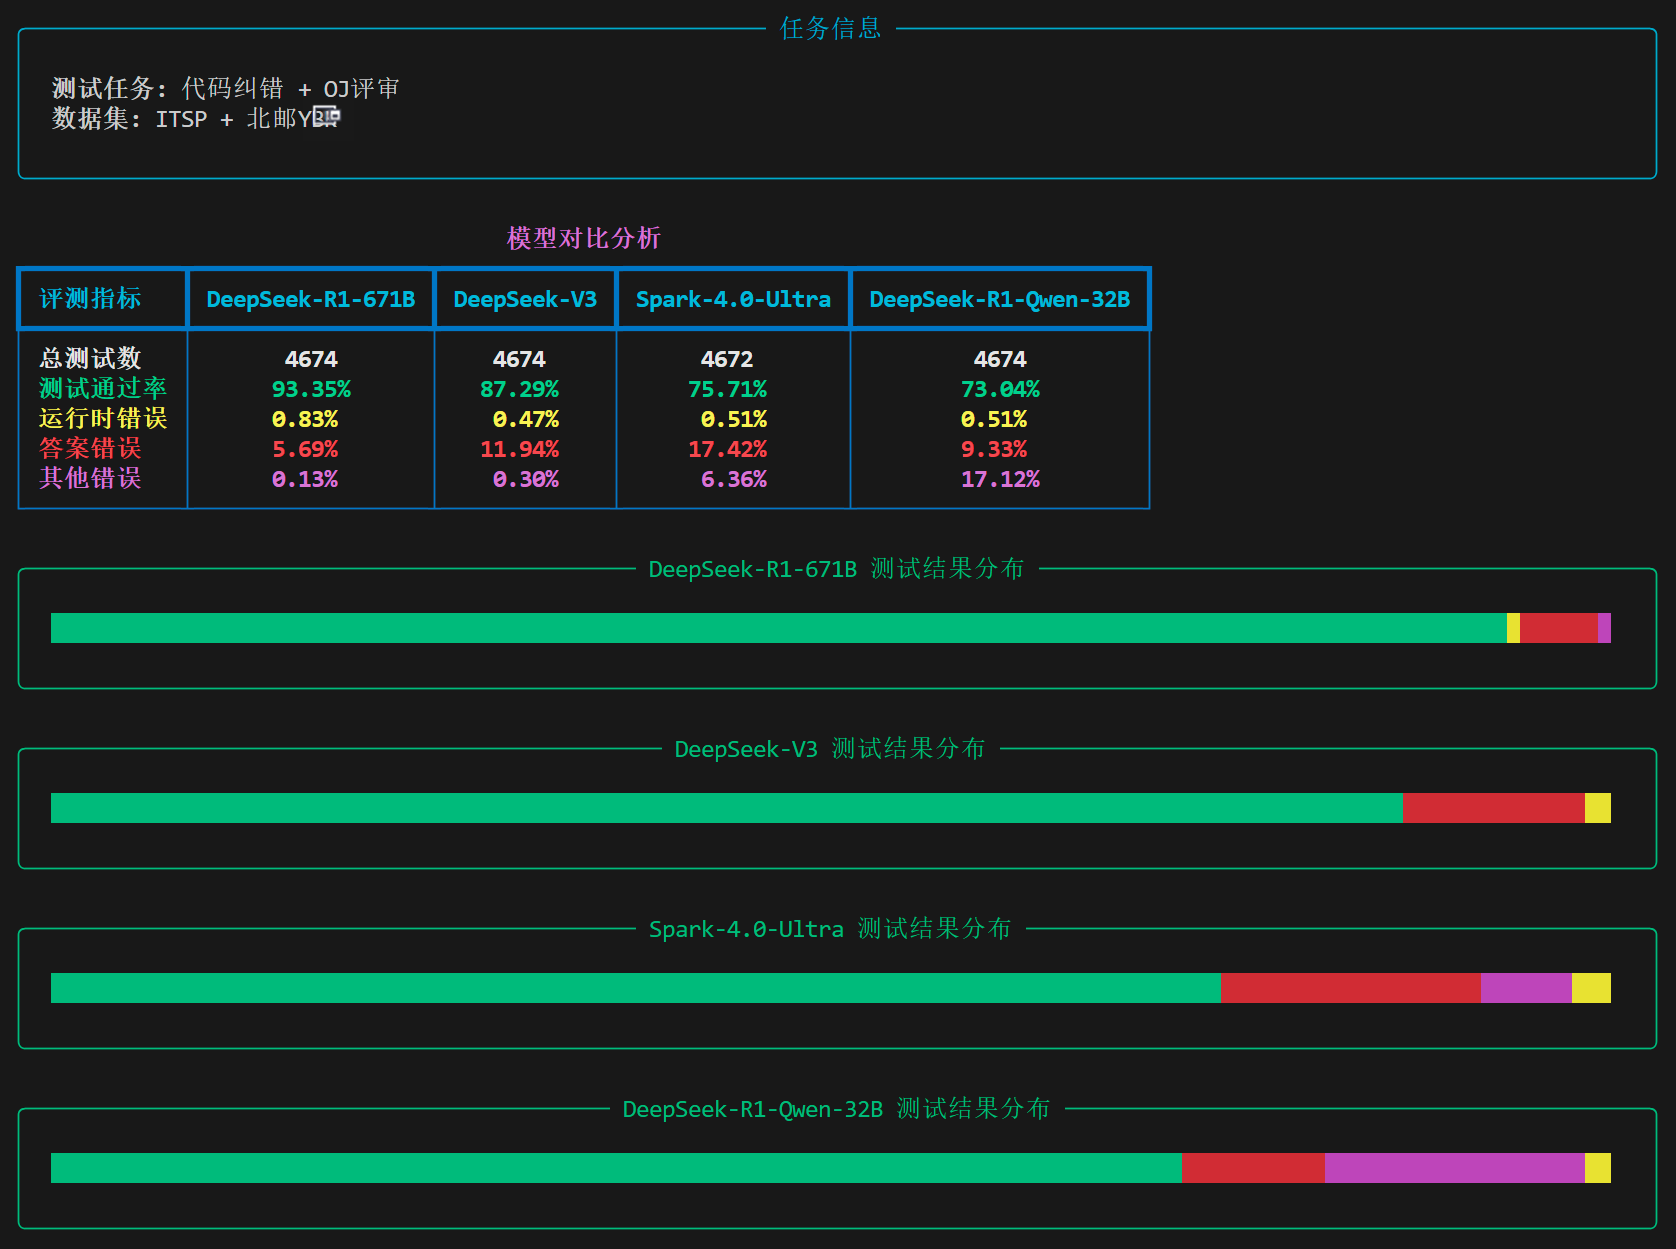 任务信息
测试任务: 代码纠错 + OJ评审
数据集: ITSP + 北邮
模型对比分析
评测指标 DeepSeek-R1-671B DeepSeek-V3 Spark-4.0-Ultra DeepSeek-R1-Qwen-32B
总测试数 4674 4674 4672 4674
测试通过率 93.35% 87.29% 75.71% 73.04%
运行时错误 0.83% 0.47% 0.51% 0.51%
答案错误 5.69% 11.94% 17.42% 9.33%
其他错误 0.13% 0.30% 6.36% 17.12%
DeepSeek-R1-671B 测试结果分布
DeepSeek-V3 测试结果分布
Spark-4.0-Ultra 测试结果分布
DeepSeek-R1-Qwen-32B 测试结果分布